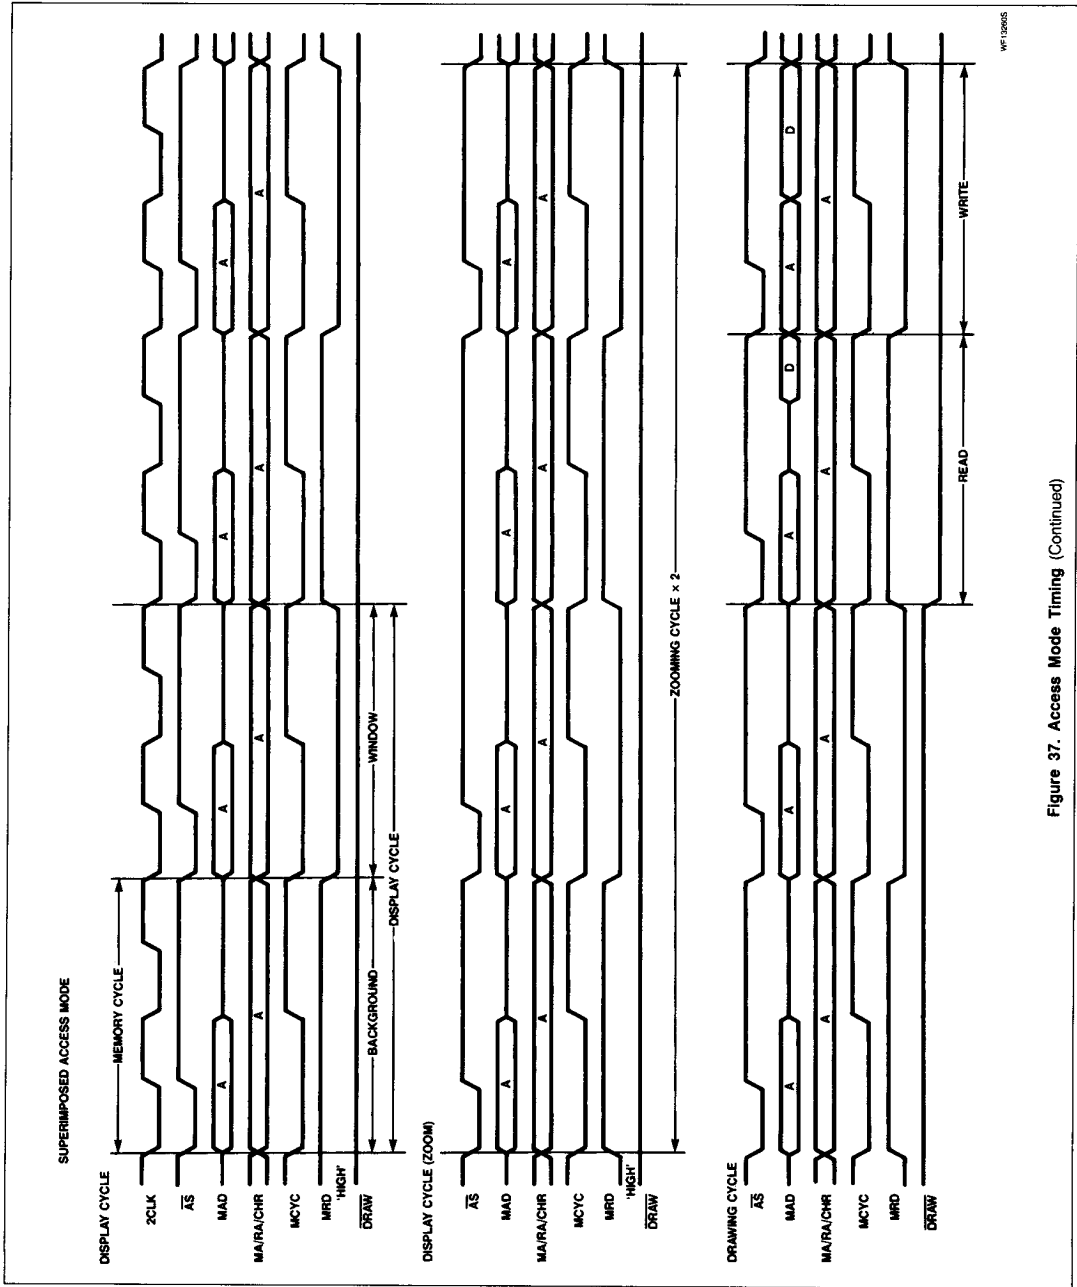 SUPERIMPOSED ACCESS MODE
MEMORY CYCLE
DISPLAY CYCLE
2CLK
AS
MAD
A
A
A
A
MA/RA/CHR
A
A
A
A
MCYC
MRD
'HIGH'
DRAW
BACKGROUND
WINDOW
DISPLAY CYCLE
DISPLAY CYCLE (ZOOM)
AS
MAD
A
A
A
A
MA/RA/CHR
A
A
A
A
MCYC
MRD
'HIGH'
DRAW
ZOOMING CYCLE × 2
DRAWING CYCLE
AS
MAD
A
A
A
D
A
D
MA/RA/CHR
A
A
A
A
MCYC
MRD
DRAW
READ
WRITE
WF13260S
Figure 37. Access Mode Timing (Continued)